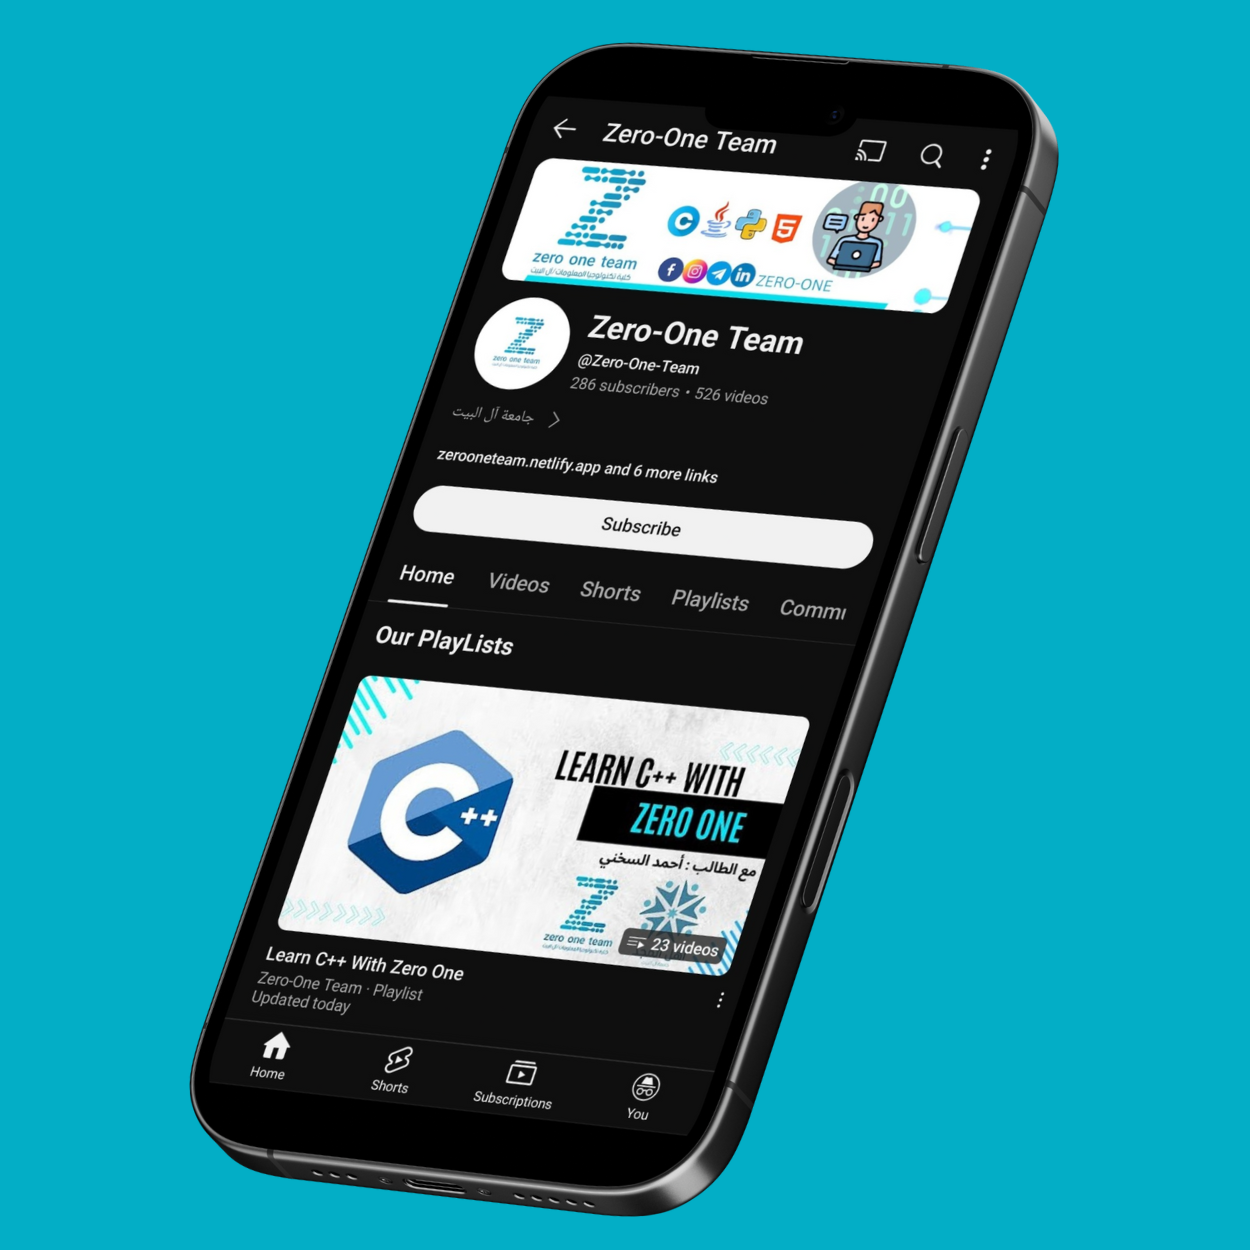 Zero-One Team
zero one team
كلية تكنولوجيا المعلومات/آل البيت
5
ZERO-ONE
Zero-One Team
zero one team
@Zero-One-Team
286 subscribers • 526 videos
جامعة آل البيت
zerooneteam.netlify.app and 6 more links
Subscribe
Home Videos Shorts Playlists Commu
Our PlayLists
C++
LEARN C++ WITH
ZERO ONE
مع الطالب : أحمد السخني
zero one team
23 videos
Learn C++ With Zero One
Zero-One Team · Playlist
Updated today
Home Shorts Subscriptions You